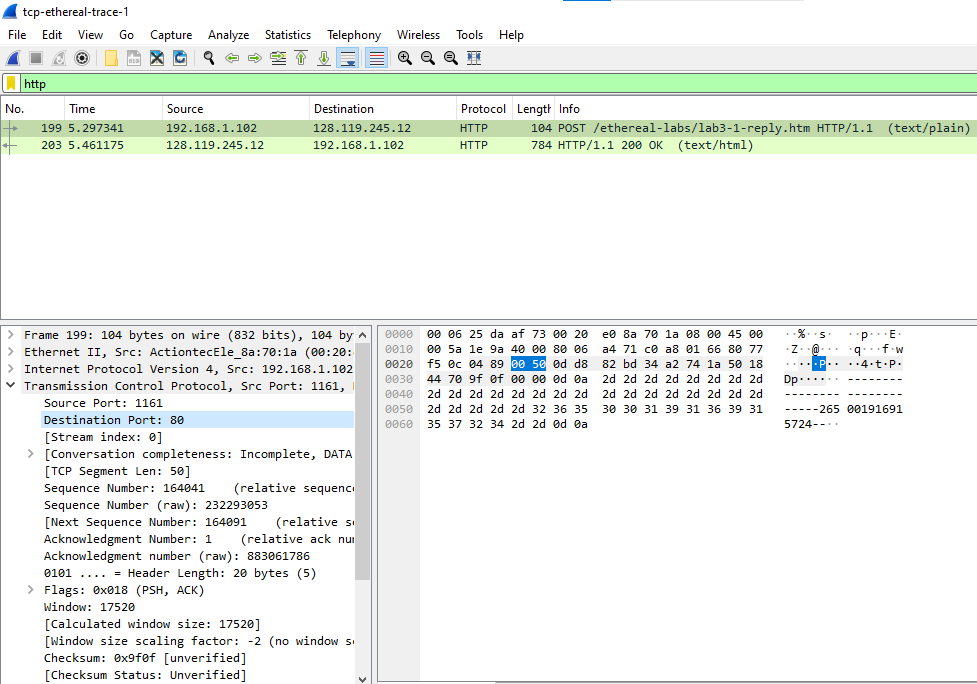 tcp-ethereal-trace-1
File Edit View Go Capture Analyze Statistics Telephony Wireless Tools Help
http
No. Time Source Destination Protocol Length Info
199 5.297341 192.168.1.102 128.119.245.12 HTTP 104 POST /ethereal-labs/lab3-1-reply.htm HTTP/1.1 (text/plain)
203 5.461175 128.119.245.12 192.168.1.102 HTTP 784 HTTP/1.1 200 OK (text/html)
Frame 199: 104 bytes on wire (832 bits), 104 by
Ethernet II, Src: ActiontecEle_8a:70:1a (00:20:
Internet Protocol Version 4, Src: 192.168.1.102
Transmission Control Protocol, Src Port: 1161,
Source Port: 1161
Destination Port: 80
[Stream index: 0]
[Conversation completeness: Incomplete, DATA
[TCP Segment Len: 50]
Sequence Number: 164041 (relative sequence
Sequence Number (raw): 232293053
[Next Sequence Number: 164091 (relative se
Acknowledgment Number: 1 (relative ack num
Acknowledgment number (raw): 883061786
0101 .... = Header Length: 20 bytes (5)
Flags: 0x018 (PSH, ACK)
Window: 17520
[Calculated window size: 17520]
[Window size scaling factor: -2 (no window sc
Checksum: 0x9f0f [unverified]
[Checksum Status: Unverified]
0000 00 06 25 da af 73 00 20 e0 8a 70 1a 08 00 45 00 ··%··s· ··p···E·
0010 00 5a 1e 9a 40 00 80 06 a4 71 c0 a8 01 66 80 77 ·Z··@··· ·q···f·w
0020 f5 0c 04 89 00 50 0d d8 82 bd 34 a2 74 1a 50 18 ·····P·· ··4·t·P·
0030 44 70 9f 0f 00 00 0d 0a 2d 2d 2d 2d 2d 2d 2d 2d Dp······ --------
0040 2d 2d 2d 2d 2d 2d 2d 2d 2d 2d 2d 2d 2d 2d 2d 2d -------- --------
0050 2d 2d 2d 2d 2d 32 36 35 30 30 31 39 31 36 39 31 -----265 00191691
0060 35 37 32 34 2d 2d 0d 0a 5724--··